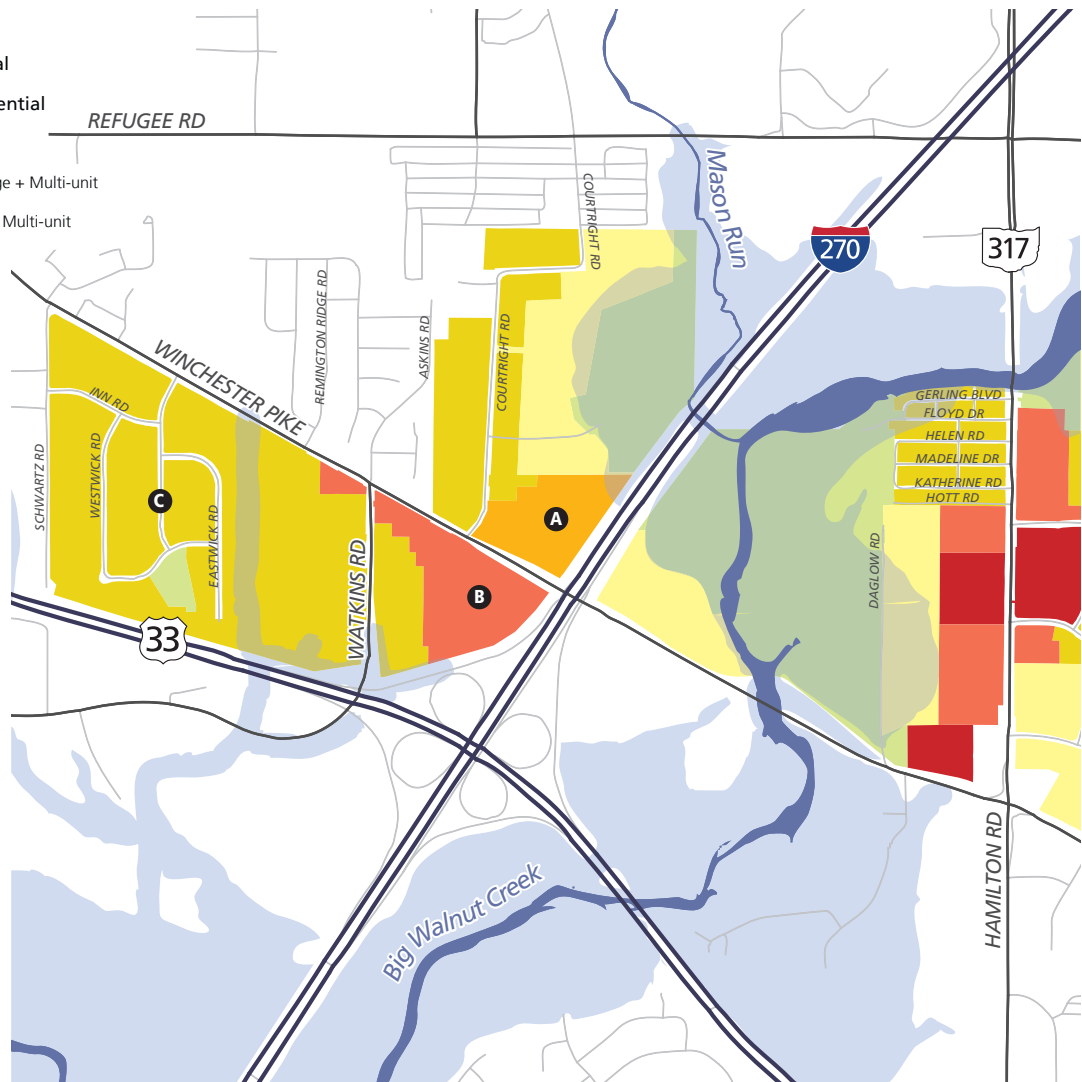 al
ential
REFUGEE RD
ge + Multi-unit
Multi-unit
COURTRIGHT RD
Mason Run
270
317
REMINGTON RIDGE RD
ASKINS RD
COURTRIGHT RD
WINCHESTER PIKE
INN RD
SCHWARTZ RD
WESTWICK RD
C
EASTWICK RD
A
B
WATKINS RD
33
GERLING BLVD
FLOYD DR
HELEN RD
MADELINE DR
KATHERINE RD
HOTT RD
DAGLOW RD
HAMILTON RD
Big Walnut Creek